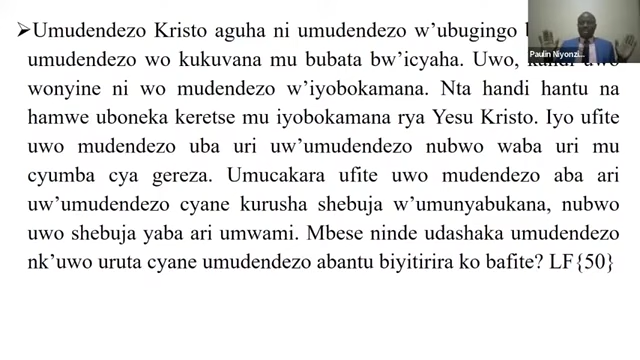 ➢Umudendezo Kristo aguha ni umudendezo w’ubugingo
umudendezo wo kukuvana mu bubata bw’icyaha. Uwo, kandi uwo
wonyine ni wo mudendezo w’iyobokamana. Nta handi hantu na
hamwe uboneka keretse mu iyobokamana rya Yesu Kristo. Iyo ufite
uwo mudendezo uba uri uw’umudendezo nubwo waba uri mu
cyumba cya gereza. Umucakara ufite uwo mudendezo aba ari
uw’umudendezo cyane kurusha shebuja w’umunyabukana, nubwo
uwo shebuja yaba ari umwami. Mbese ninde udashaka umudendezo
nk’uwo uruta cyane umudendezo abantu biyitirira ko bafite? LF{50}
Paulin Niyonzi...